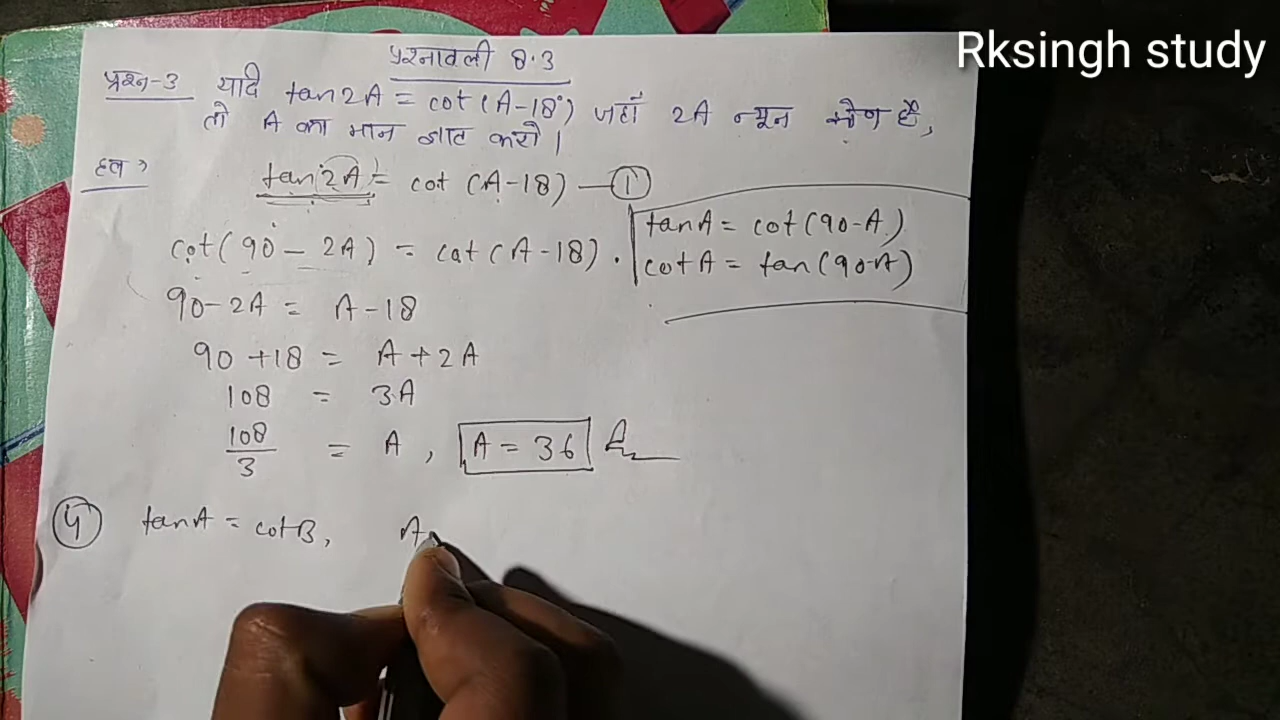 Rksingh study
प्रश्नावली 8.3
प्रश्न-3 यदि tan2A = cot(A-18°) जहाँ 2A न्यून कोण है,
तो A का मान ज्ञात करो।
हल
tan2A = cot (A-18) — ①
cot(90 - 2A) = cot(A-18).
tanA = cot(90-A)
cotA = tan(90-A)
90-2A = A-18
90 +18 = A+2A
108 = 3A
108/3 = A, A = 36
④ tanA = cotB, A